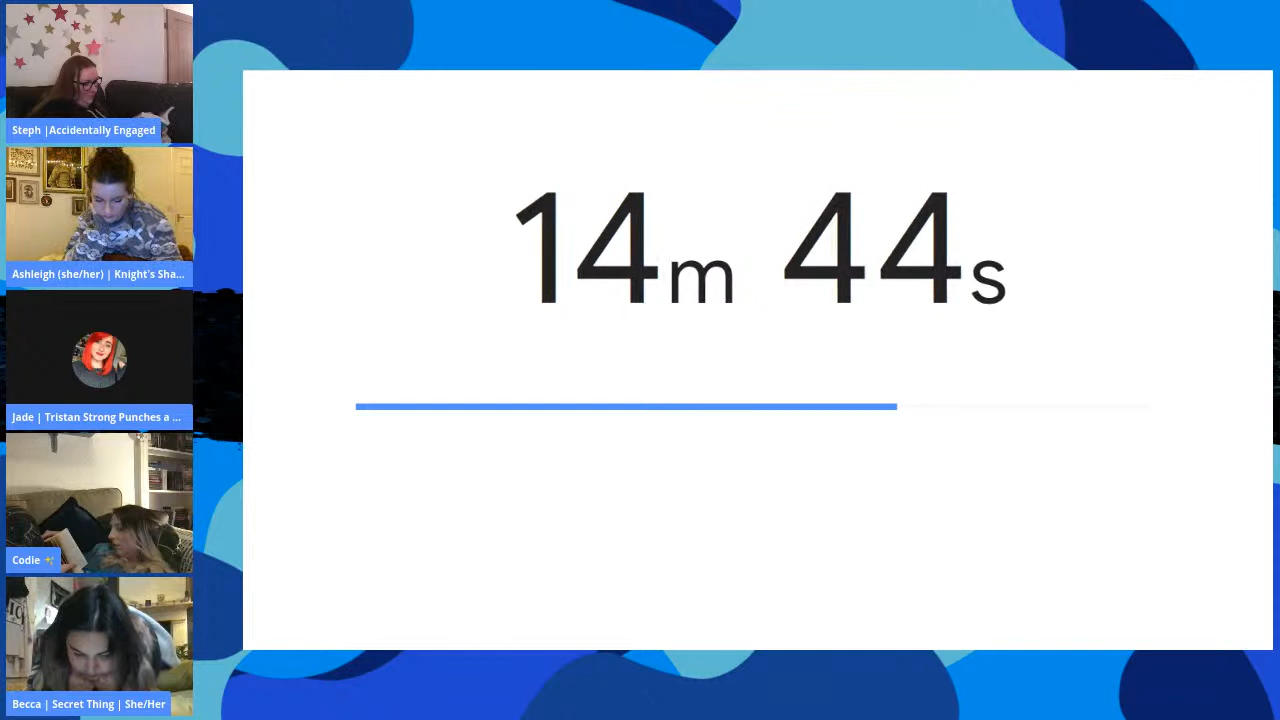 Steph |Accidentally Engaged
Ashleigh (she/her) | Knight's Sha...
Jade | Tristan Strong Punches a ...
Codie ✨
Becca | Secret Thing | She/Her
14m 44s